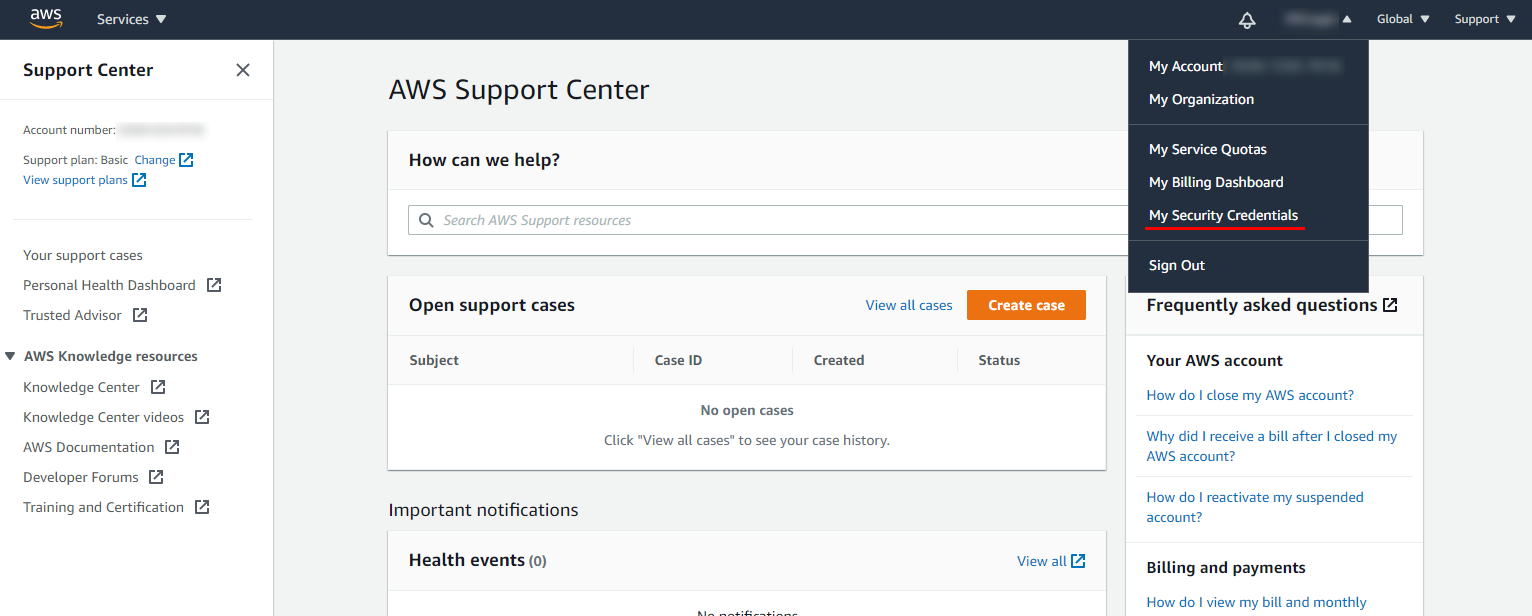 aws
Services
Global
Support
Support Center
Account number:
Support plan: Basic Change
View support plans
Your support cases
Personal Health Dashboard
Trusted Advisor
AWS Knowledge resources
Knowledge Center
Knowledge Center videos
AWS Documentation
Developer Forums
Training and Certification
AWS Support Center
How can we help?
Search AWS Support resources
Open support cases
View all cases
Create case
Subject
Case ID
Created
Status
No open cases
Click "View all cases" to see your case history.
Important notifications
Health events (0)
View all
No notifications
My Account
My Organization
My Service Quotas
My Billing Dashboard
My Security Credentials
Sign Out
Frequently asked questions
Your AWS account
How do I close my AWS account?
Why did I receive a bill after I closed my
AWS account?
How do I reactivate my suspended
account?
Billing and payments
How do I view my bill and monthly